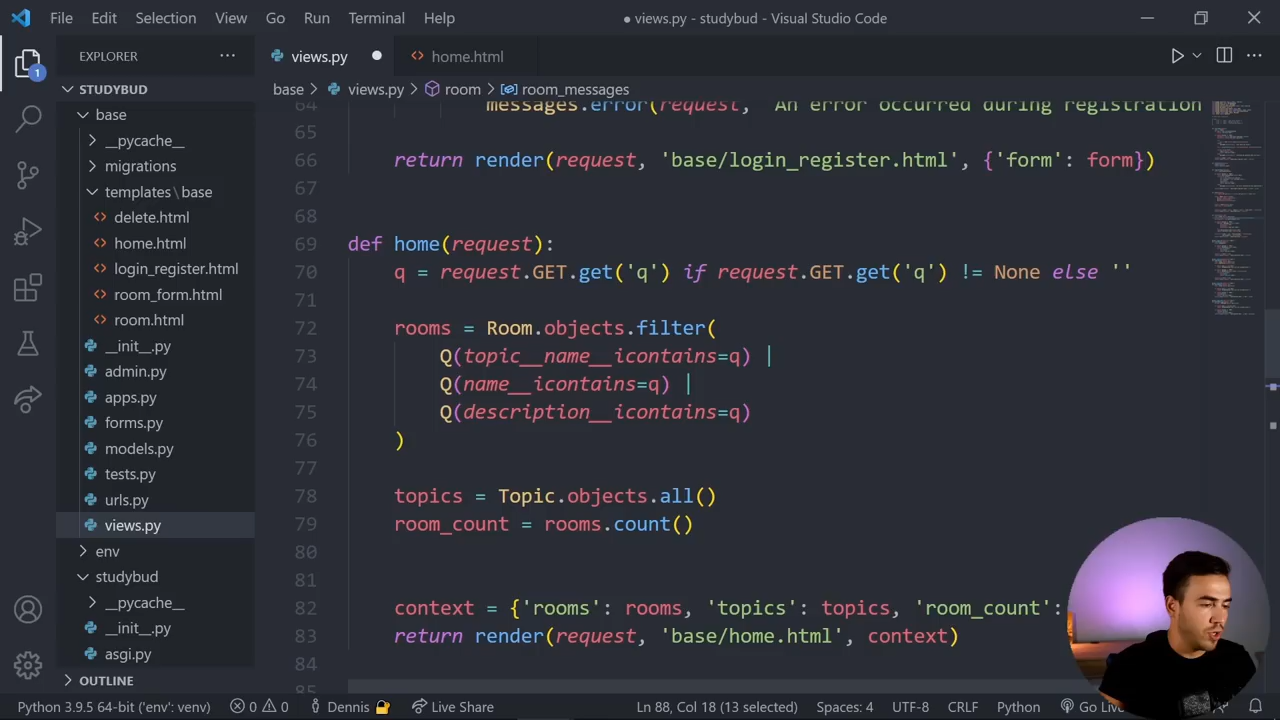 File Edit Selection View Go Run Terminal Help
● views.py - studybud - Visual Studio Code
EXPLORER
views.py
home.html
1
STUDYBUD
base > views.py > room > room_messages
base
__pycache__
migrations
templates\base
delete.html
home.html
login_register.html
room_form.html
room.html
__init__.py
admin.py
apps.py
forms.py
models.py
tests.py
urls.py
views.py
env
studybud
__pycache__
__init__.py
asgi.py
OUTLINE
64 messages.error(request, 'An error occurred during registration
65
66 return render(request, 'base/login_register.html', {'form': form})
67
68
69 def home(request):
70 q = request.GET.get('q') if request.GET.get('q') != None else ''
71
72 rooms = Room.objects.filter(
73 Q(topic__name__icontains=q) |
74 Q(name__icontains=q) |
75 Q(description__icontains=q)
76 )
77
78 topics = Topic.objects.all()
79 room_count = rooms.count()
80
81
82 context = {'rooms': rooms, 'topics': topics, 'room_count':
83 return render(request, 'base/home.html', context)
84
85
Python 3.9.5 64-bit ('env': venv) 0 0 Dennis Live Share Ln 88, Col 18 (13 selected) Spaces: 4 UTF-8 CRLF Python Go Live